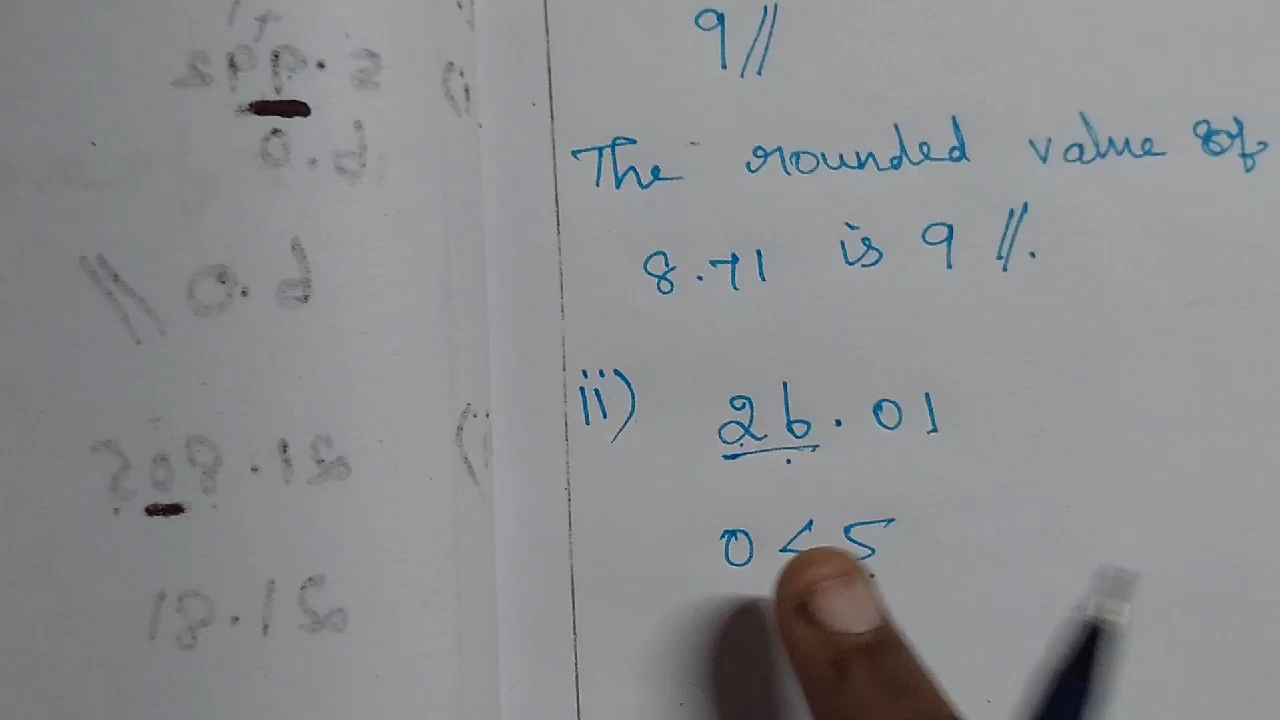 9//
The rounded value of
8.71 is 9 //.
ii) 26.01
0 < 5